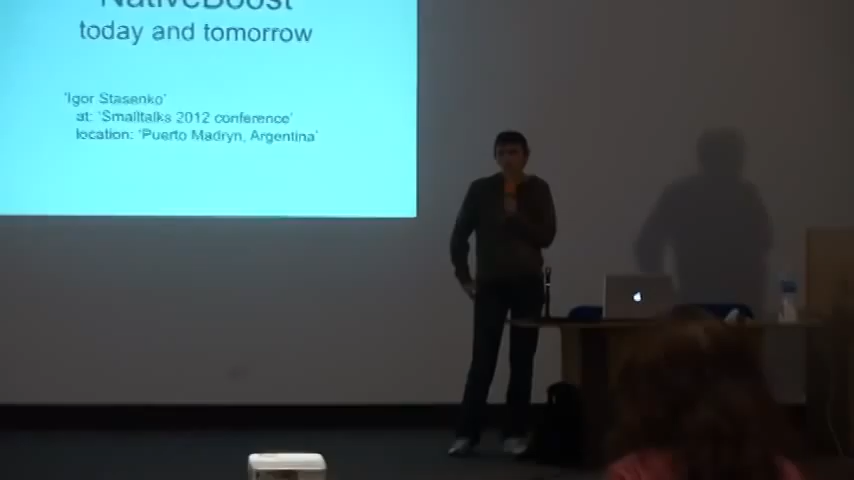 NativeBoost
today and tomorrow
'Igor Stasenko'
at: 'Smalltalks 2012 conference'
location: 'Puerto Madryn, Argentina'